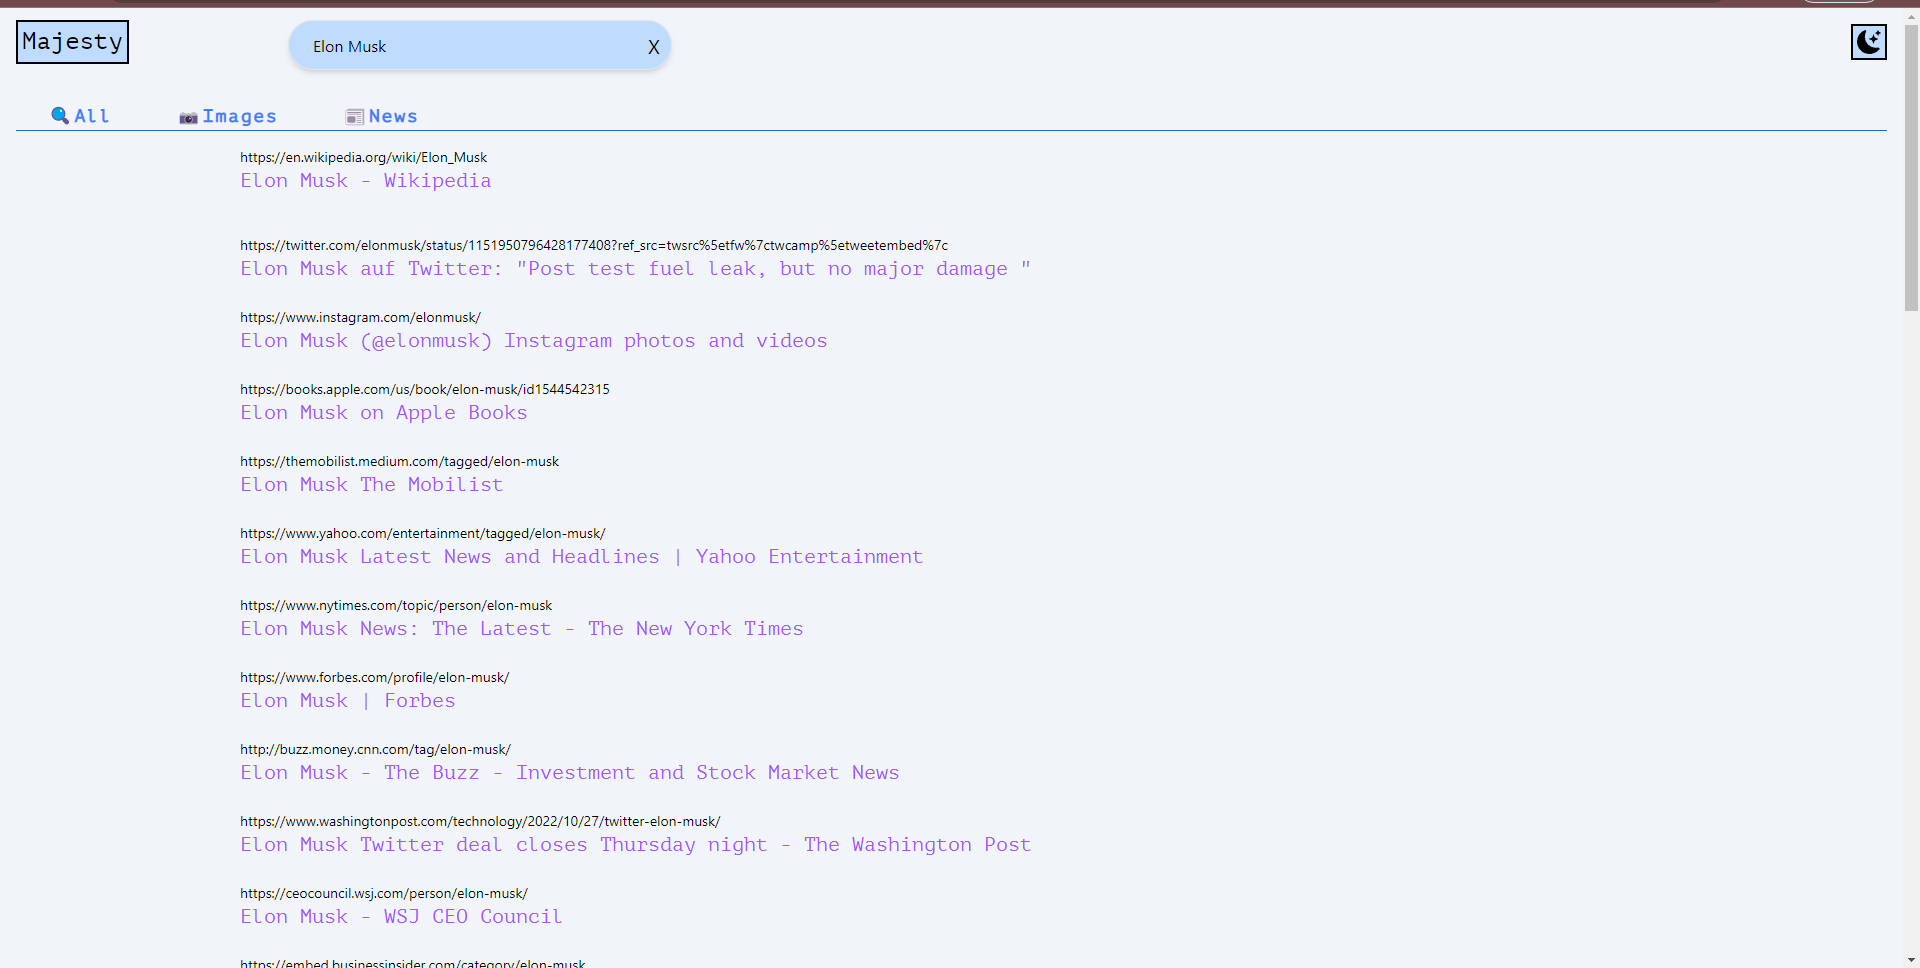 Majesty
Elon Musk X
All Images News
https://en.wikipedia.org/wiki/Elon_Musk
Elon Musk - Wikipedia
https://twitter.com/elonmusk/status/1151950796428177408?ref_src=twsrc%5etfw%7ctwcamp%5etweetembed%7c
Elon Musk auf Twitter: "Post test fuel leak, but no major damage "
https://www.instagram.com/elonmusk/
Elon Musk (@elonmusk) Instagram photos and videos
https://books.apple.com/us/book/elon-musk/id1544542315
Elon Musk on Apple Books
https://themobilist.medium.com/tagged/elon-musk
Elon Musk The Mobilist
https://www.yahoo.com/entertainment/tagged/elon-musk/
Elon Musk Latest News and Headlines | Yahoo Entertainment
https://www.nytimes.com/topic/person/elon-musk
Elon Musk News: The Latest - The New York Times
https://www.forbes.com/profile/elon-musk/
Elon Musk | Forbes
http://buzz.money.cnn.com/tag/elon-musk/
Elon Musk - The Buzz - Investment and Stock Market News
https://www.washingtonpost.com/technology/2022/10/27/twitter-elon-musk/
Elon Musk Twitter deal closes Thursday night - The Washington Post
https://ceocouncil.wsj.com/person/elon-musk/
Elon Musk - WSJ CEO Council
https://embed.businessinsider.com/category/elon-musk